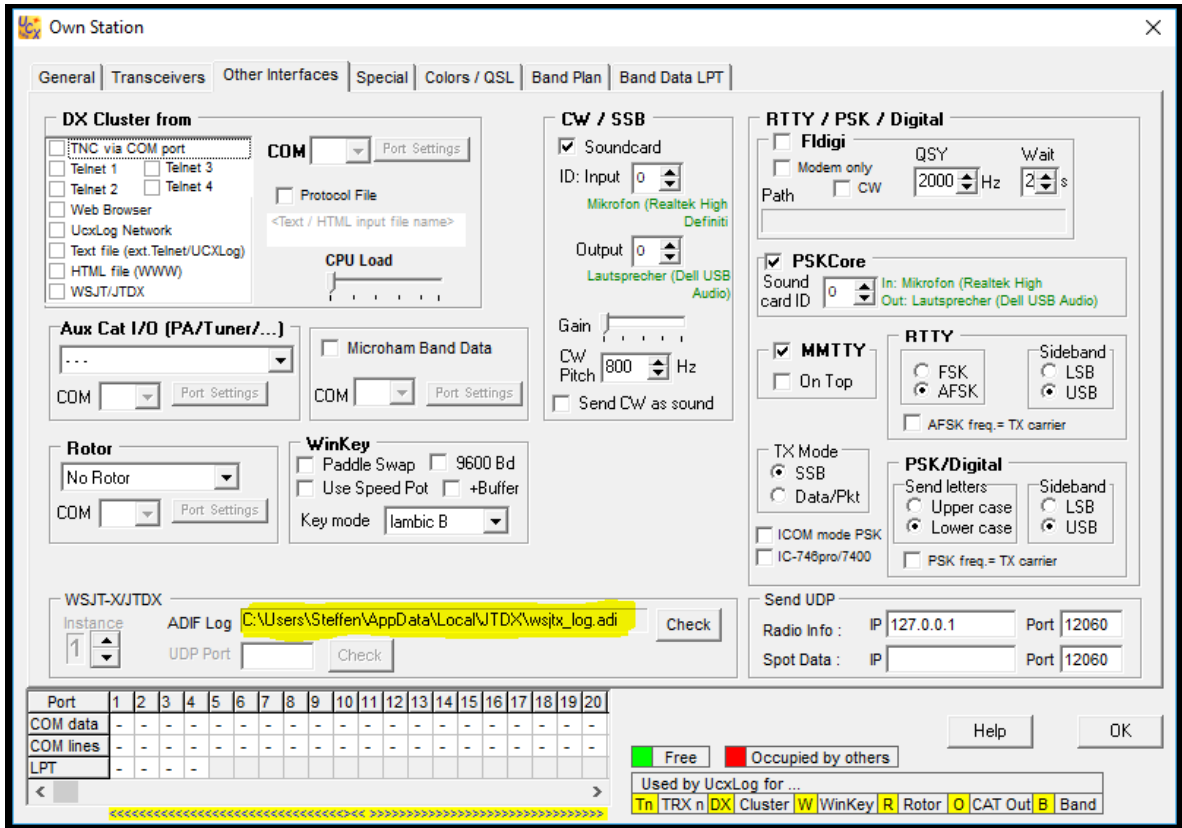 Own Station
General Transceivers Other Interfaces Special Colors / QSL Band Plan Band Data LPT
DX Cluster from
TNC via COM port
Telnet 1 Telnet 3
Telnet 2 Telnet 4
Web Browser
UcxLog Network
Text file (ext.Telnet/UCXLog)
HTML file (WWW)
WSJT/JTDX
COM Port Settings
Protocol File
<Text / HTML input file name>
CPU Load
Aux Cat I/O (PA/Tuner/...)
- - -
COM Port Settings
Microham Band Data
COM Port Settings
Rotor
No Rotor
COM Port Settings
WinKey
Paddle Swap 9600 Bd
Use Speed Pot +Buffer
Key mode Iambic B
CW / SSB
Soundcard
ID: Input 0
Mikrofon (Realtek High
Definiti
Output 0
Lautsprecher (Dell USB
Audio)
Gain
CW
Pitch 800 Hz
Send CW as sound
RTTY / PSK / Digital
Fldigi
Modem only
CW
QSY Wait
2000 Hz 2 s
Path
PSKCore
Sound
card ID 0
In: Mikrofon (Realtek High
Out: Lautsprecher (Dell USB Audio)
MMTTY
On Top
RTTY
FSK
AFSK
Sideband
LSB
USB
AFSK freq.= TX carrier
TX Mode
SSB
Data/Pkt
ICOM mode PSK
IC-746pro/7400
PSK/Digital
Send letters
Upper case
Lower case
Sideband
LSB
USB
PSK freq.= TX carrier
WSJT-X/JTDX
Instance
1
ADIF Log C:\Users\Steffen\AppData\Local\JTDX\wsjtx_log.adi Check
UDP Port Check
Send UDP
Radio Info : IP 127.0.0.1 Port 12060
Spot Data : IP Port 12060
Port 1 2 3 4 5 6 7 8 9 10 11 12 13 14 15 16 17 18 19 20
COM data - - - - - - - - - - - - - - - - - - - -
COM lines - - - - - - - - - - - - - - - - - - - -
LPT - - - -
Help OK
Free Occupied by others
Used by UcxLog for ...
Tn TRX n DX Cluster W WinKey R Rotor O CAT Out B Band